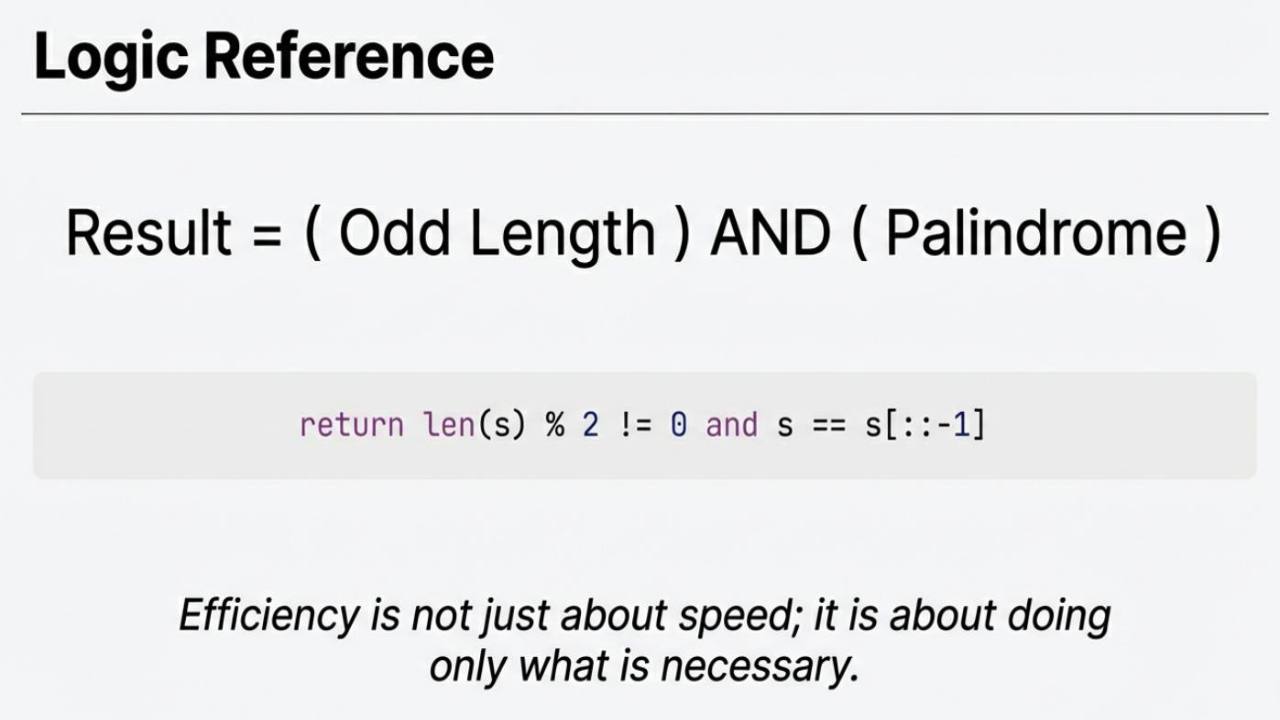 Logic Reference
Result = ( Odd Length ) AND ( Palindrome )
return len(s) % 2 != 0 and s == s[::-1]
Efficiency is not just about speed; it is about doing
only what is necessary.